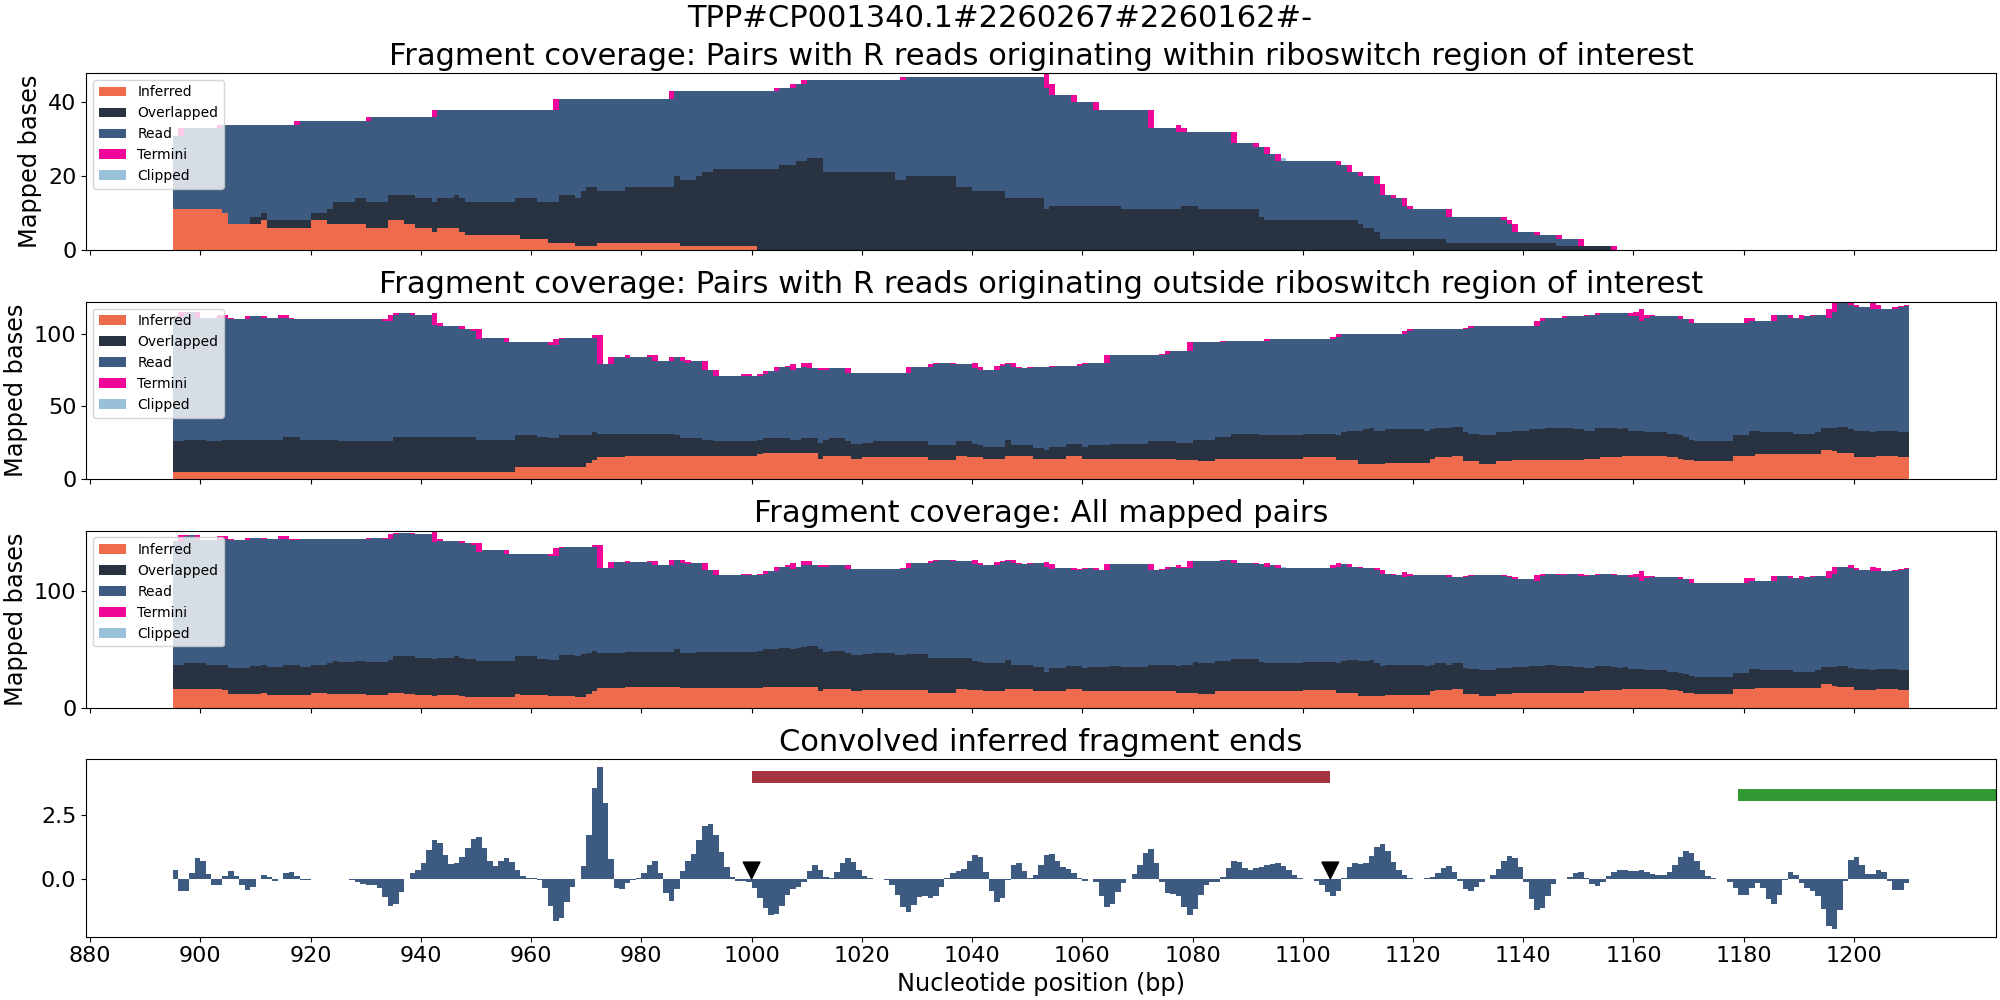 TPP#CP001340.1#2260267#2260162#-
Fragment coverage: Pairs with R reads originating within riboswitch region of interest
Mapped bases
40
20
0
Inferred
Overlapped
Read
Termini
Clipped
Fragment coverage: Pairs with R reads originating outside riboswitch region of interest
Mapped bases
100
50
0
Inferred
Overlapped
Read
Termini
Clipped
Fragment coverage: All mapped pairs
Mapped bases
100
0
Inferred
Overlapped
Read
Termini
Clipped
Convolved inferred fragment ends
2.5
0.0
880 900 920 940 960 980 1000 1020 1040 1060 1080 1100 1120 1140 1160 1180 1200
Nucleotide position (bp)